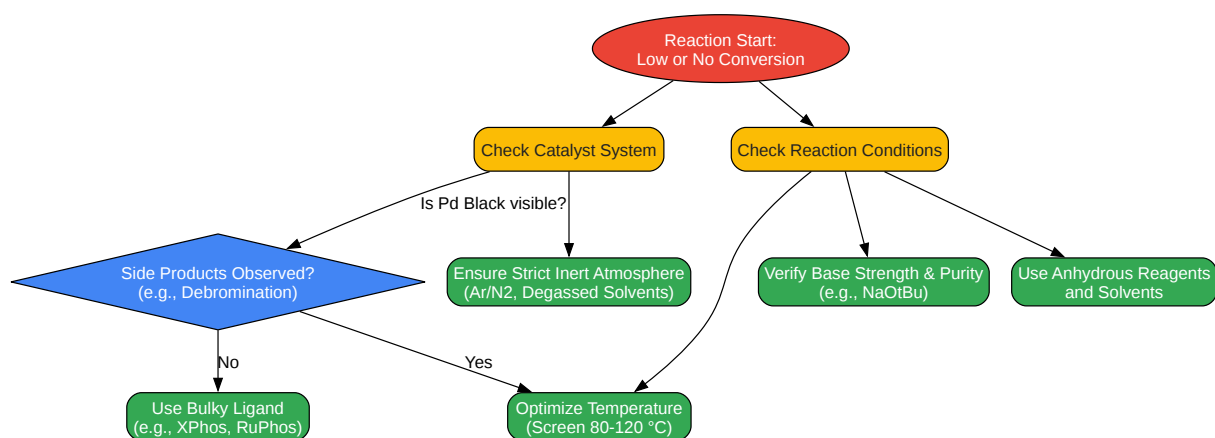 Reaction Start:
Low or No Conversion
Check Catalyst System
Check Reaction Conditions
Is Pd Black visible?
Side Products Observed?
(e.g., Debromination)
Ensure Strict Inert Atmosphere
(Ar/N2, Degassed Solvents)
Verify Base Strength & Purity
(e.g., NaOtBu)
Use Anhydrous Reagents
and Solvents
No
Yes
Use Bulky Ligand
(e.g., XPhos, RuPhos)
Optimize Temperature
(Screen 80-120 °C)